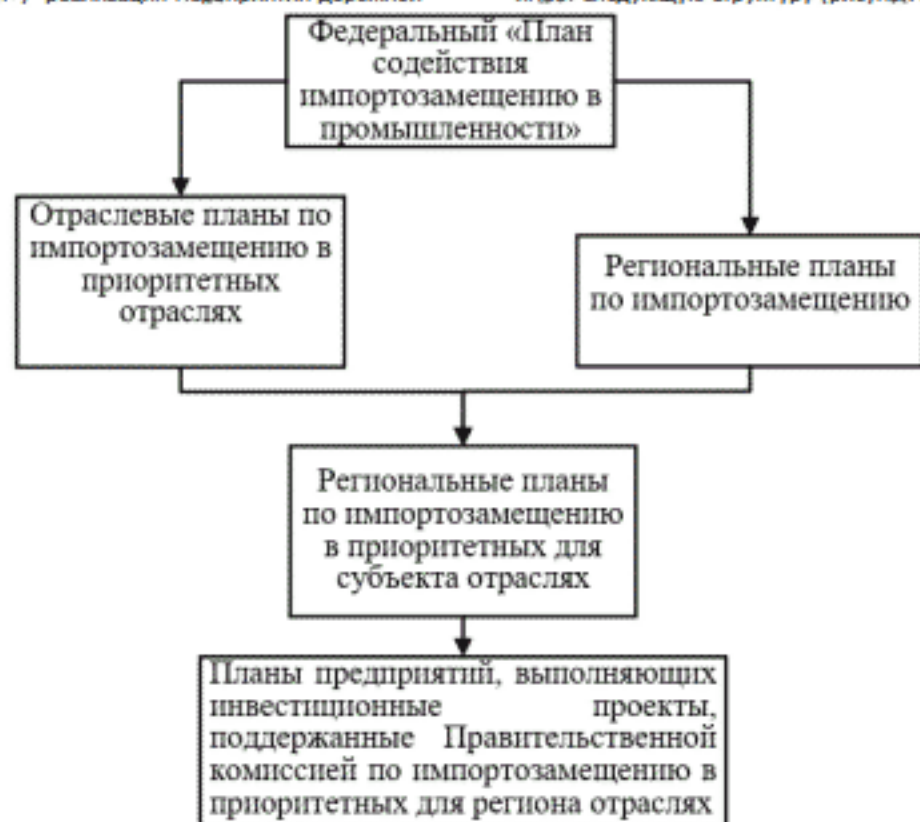 Федеральный «План
содействия
импортозамещению в
промышленности»
Отраслевые планы по
импортозамещению в
приоритетных
отраслях
Региональные планы
по импортозамещению
Региональные планы
по импортозамещению
в приоритетных для
субъекта отраслях
Планы предприятий, выполняющих
инвестиционные проекты,
поддержанные Правительственной
комиссией по импортозамещению в
приоритетных для региона отраслях